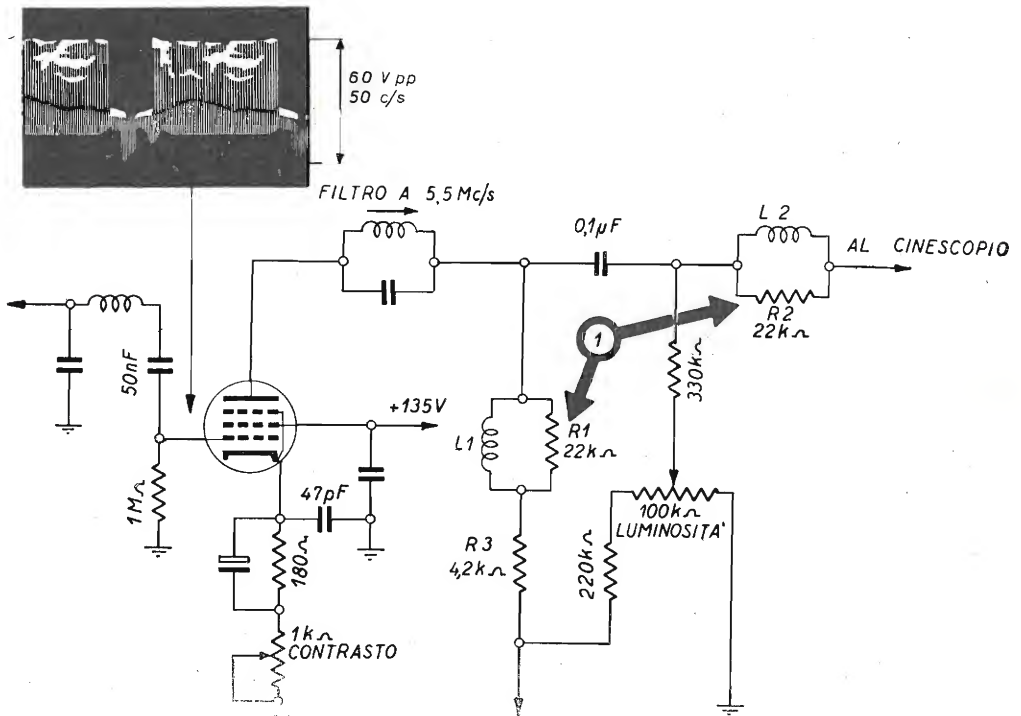 60 Vpp
50 c/s
FILTRO A 5,5 Mc/s
0,1µF
L 2
AL CINESCOPIO
R2
22kΩ
1
50nF
330kΩ
+135V
L1
R1
22kΩ
1MΩ
47pF
100kΩ
LUMINOSITA'
180Ω
R3
4,2kΩ
220kΩ
1kΩ
CONTRASTO